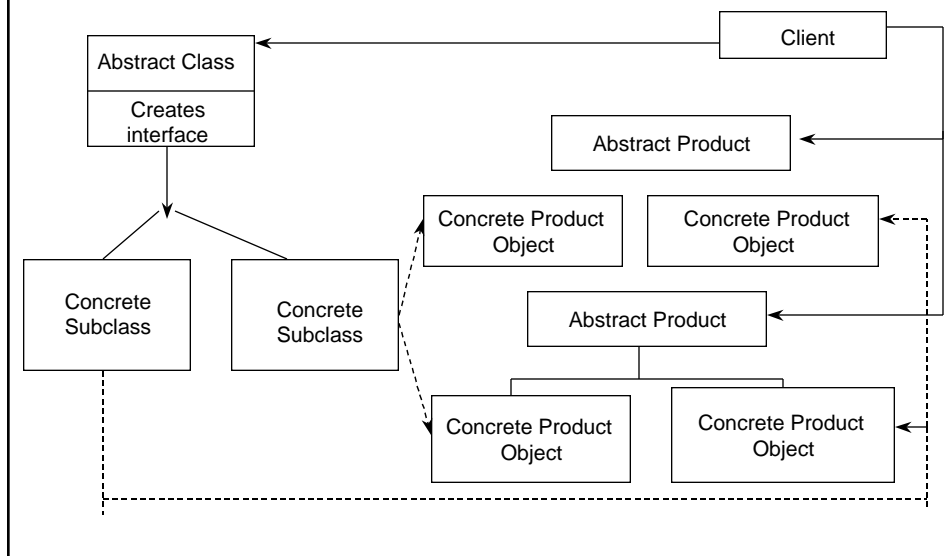 Client
Abstract Class
Creates
interface
Abstract Product
Concrete Product
Object
Concrete Product
Object
Concrete
Subclass
Concrete
Subclass
Abstract Product
Concrete Product
Object
Concrete Product
Object